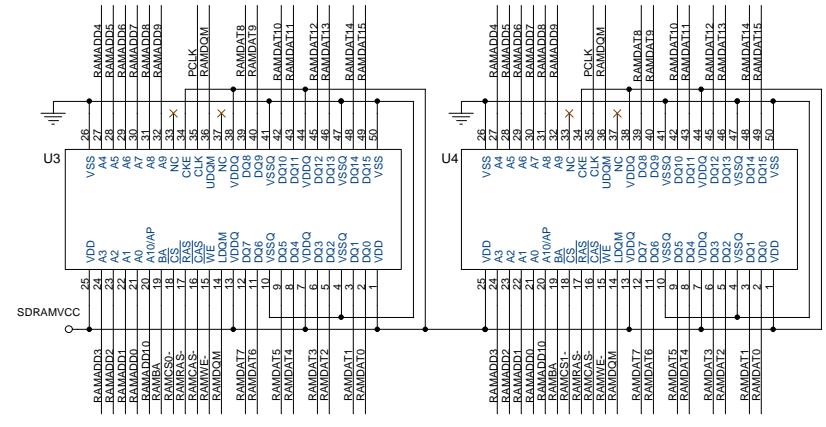 RAMADD4 RAMADD5 RAMADD6 RAMADD7 RAMADD8 RAMADD9 PCLK RAMDQM RAMDAT8 RAMDAT9 RAMDAT10 RAMDAT11 RAMDAT12 RAMDAT13 RAMDAT14 RAMDAT15
26 27 28 29 30 31 32 33 34 35 36 37 38 39 40 41 42 43 44 45 46 47 48 49 50
U3
VSS A4 A5 A6 A7 A8 A9 NC CKE CLK UDQM NC VDDQ DQ8 DQ9 VSSQ DQ10 DQ11 VDDQ DQ12 DQ13 VSSQ DQ14 DQ15 VSS
VDD A3 A2 A1 A0 A10/AP BA CS RAS CAS WE LDQM VDDQ DQ7 DQ6 VSSQ DQ5 DQ4 VDDQ DQ3 DQ2 VSSQ DQ1 DQ0 VDD
25 24 23 22 21 20 19 18 17 16 15 14 13 12 11 10 9 8 7 6 5 4 3 2 1
SDRAMVCC
RAMADD3 RAMADD2 RAMADD1 RAMADD0 RAMADD10 RAMBA RAMCS0- RAMRAS- RAMCAS- RAMWE- RAMDQM RAMDAT7 RAMDAT6 RAMDAT5 RAMDAT4 RAMDAT3 RAMDAT2 RAMDAT1 RAMDAT0
RAMADD4 RAMADD5 RAMADD6 RAMADD7 RAMADD8 RAMADD9 PCLK RAMDQM RAMDAT8 RAMDAT9 RAMDAT10 RAMDAT11 RAMDAT12 RAMDAT13 RAMDAT14 RAMDAT15
26 27 28 29 30 31 32 33 34 35 36 37 38 39 40 41 42 43 44 45 46 47 48 49 50
U4
VSS A4 A5 A6 A7 A8 A9 NC CKE CLK UDQM NC VDDQ DQ8 DQ9 VSSQ DQ10 DQ11 VDDQ DQ12 DQ13 VSSQ DQ14 DQ15 VSS
VDD A3 A2 A1 A0 A10/AP BA CS RAS CAS WE LDQM VDDQ DQ7 DQ6 VSSQ DQ5 DQ4 VDDQ DQ3 DQ2 VSSQ DQ1 DQ0 VDD
25 24 23 22 21 20 19 18 17 16 15 14 13 12 11 10 9 8 7 6 5 4 3 2 1
RAMADD3 RAMADD2 RAMADD1 RAMADD0 RAMADD10 RAMBA RAMCS1- RAMRAS- RAMCAS- RAMWE- RAMDQM RAMDAT7 RAMDAT6 RAMDAT5 RAMDAT4 RAMDAT3 RAMDAT2 RAMDAT1 RAMDAT0